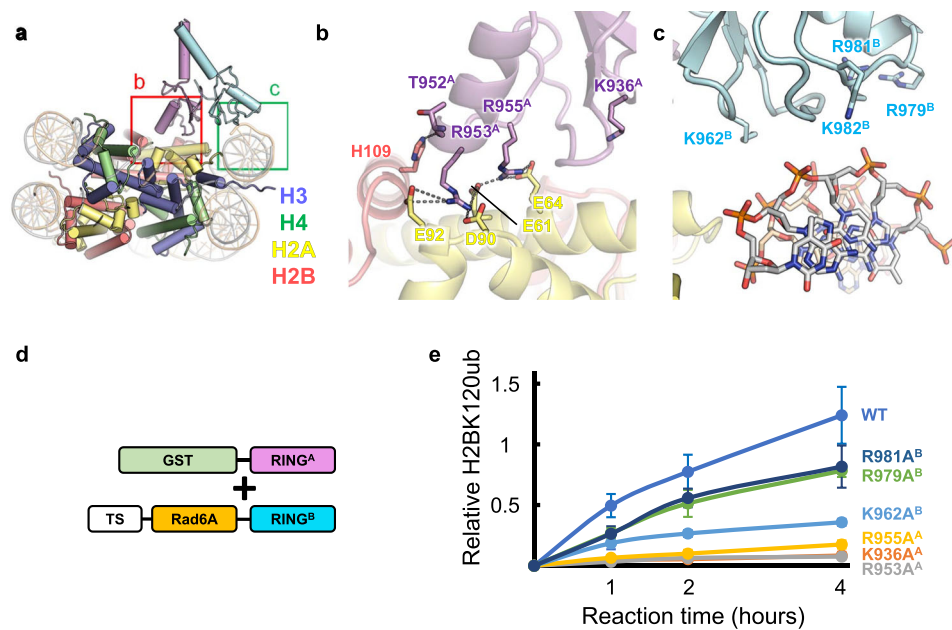 a
b
c
b
c
H3
H4
H2A
H2B
T952ᴬ
R955ᴬ
K936ᴬ
R953ᴬ
H109
E64
E61
E92
D90
R981ᴮ
R979ᴮ
K982ᴮ
K962ᴮ
d
GST
RINGᴬ
+
TS
Rad6A
RINGᴮ
e
Relative H2BK120ub
1.5
1
0.5
1
2
4
Reaction time (hours)
WT
R981Aᴮ
R979Aᴮ
K962Aᴮ
R955Aᴬ
K936Aᴬ
R953Aᴬ